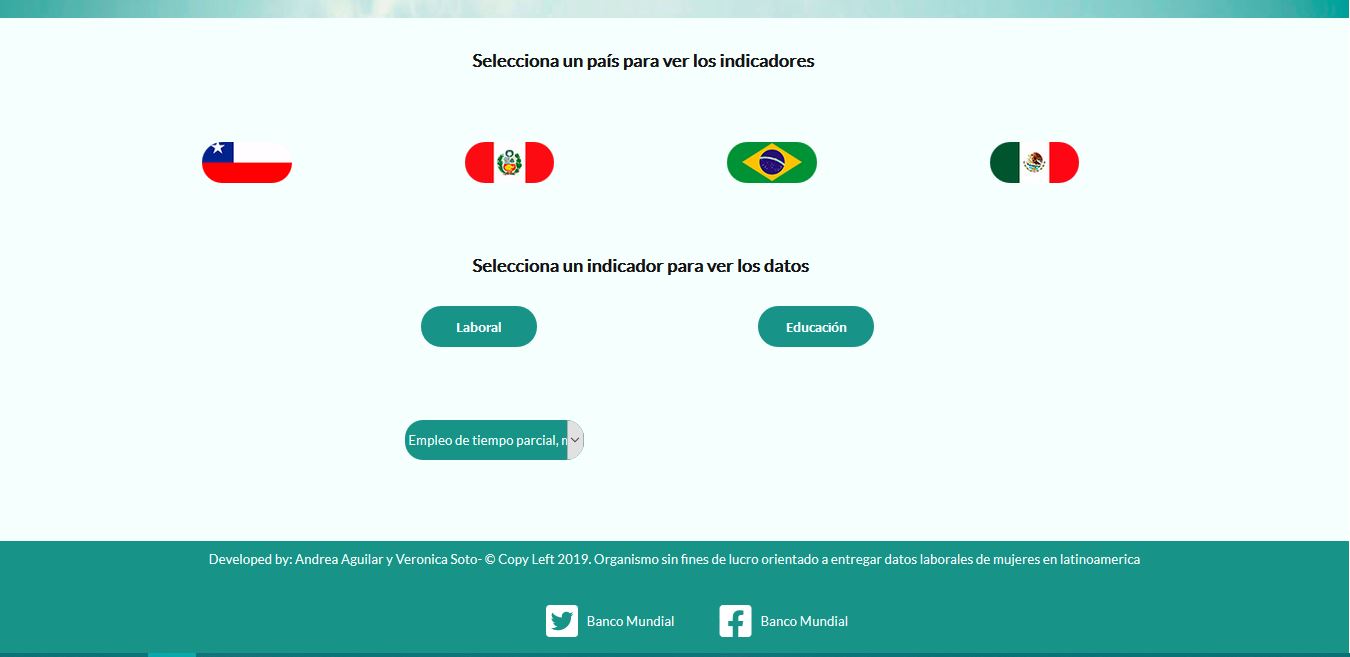 Selecciona un país para ver los indicadores
Selecciona un indicador para ver los datos
Laboral
Educación
Empleo de tiempo parcial,
Developed by: Andrea Aguilar y Veronica Soto- © Copy Left 2019. Organismo sin fines de lucro orientado a entregar datos laborales de mujeres en latinoamerica
Banco Mundial
Banco Mundial